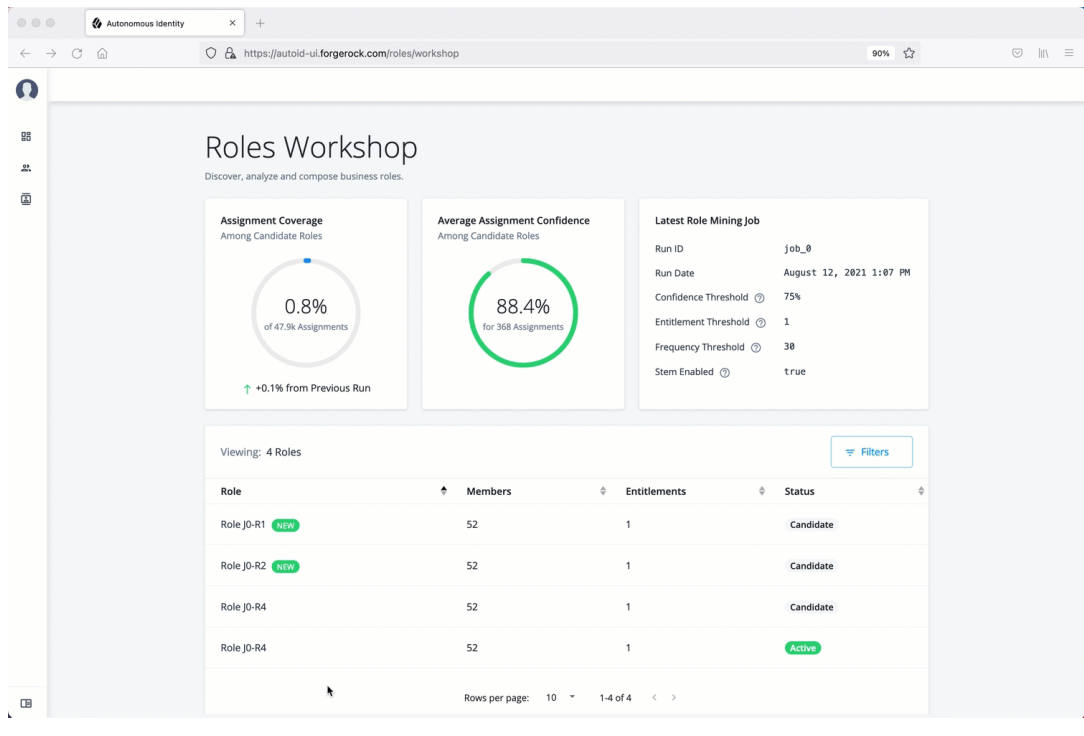 Autonomous Identity
https://autoid-ui.forgerock.com/roles/workshop
90%
Roles Workshop
Discover, analyze and compose business roles.
Assignment Coverage
Among Candidate Roles
0.8%
of 47.9k Assignments
+0.1% from Previous Run
Average Assignment Confidence
Among Candidate Roles
88.4%
for 368 Assignments
Latest Role Mining Job
Run ID job_0
Run Date August 12, 2021 1:07 PM
Confidence Threshold 75%
Entitlement Threshold 1
Frequency Threshold 30
Stem Enabled true
Viewing: 4 Roles
Filters
Role Members Entitlements Status
Role J0-R1 NEW 52 1 Candidate
Role J0-R2 NEW 52 1 Candidate
Role J0-R4 52 1 Candidate
Role J0-R4 52 1 Active
Rows per page: 10 1-4 of 4